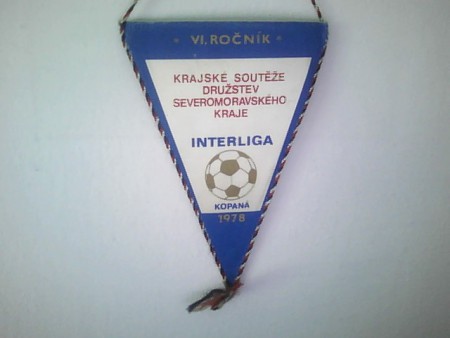 VI. ROČNÍK
KRAJSKÉ SOUTĚŽE
DRUŽSTEV
SEVEROMORAVSKÉHO
KRAJE
INTERLIGA
KOPANÁ
1978